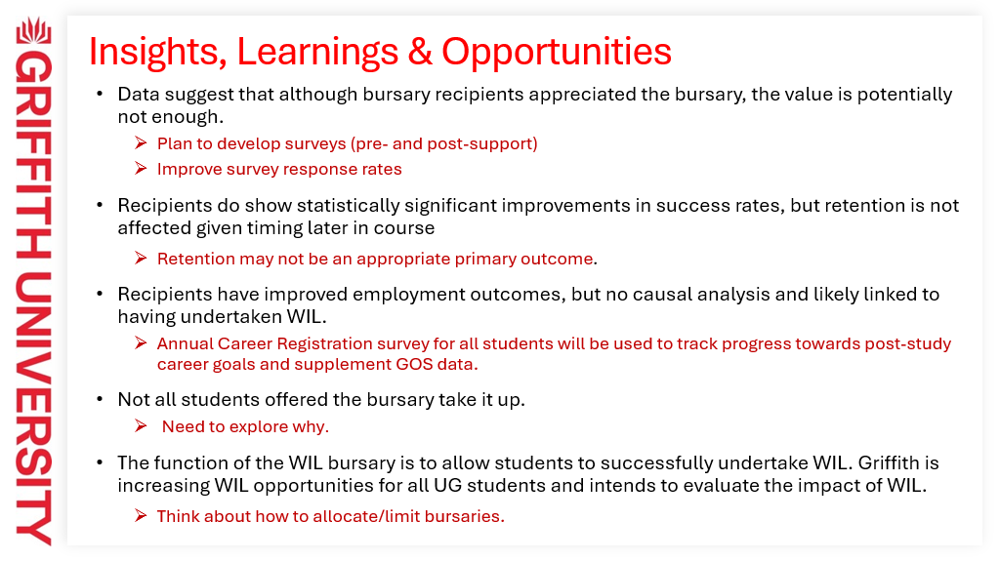 GRIFFITH UNIVERSITY
Insights, Learnings & Opportunities
• Data suggest that although bursary recipients appreciated the bursary, the value is potentially
not enough.
➢ Plan to develop surveys (pre- and post-support)
➢ Improve survey response rates
• Recipients do show statistically significant improvements in success rates, but retention is not
affected given timing later in course
➢ Retention may not be an appropriate primary outcome.
• Recipients have improved employment outcomes, but no causal analysis and likely linked to
having undertaken WIL.
➢ Annual Career Registration survey for all students will be used to track progress towards post-study
career goals and supplement GOS data.
• Not all students offered the bursary take it up.
➢ Need to explore why.
• The function of the WIL bursary is to allow students to successfully undertake WIL. Griffith is
increasing WIL opportunities for all UG students and intends to evaluate the impact of WIL.
➢ Think about how to allocate/limit bursaries.